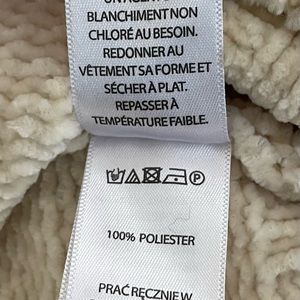 BLANCHIMENT NON
CHLORÉ AU BESOIN.
REDONNER AU
VÊTEMENT SA FORME ET
SÉCHER À PLAT.
REPASSER À
TEMPÉRATURE FAIBLE.
100% POLIESTER
PRAĆ RĘCZNIE W